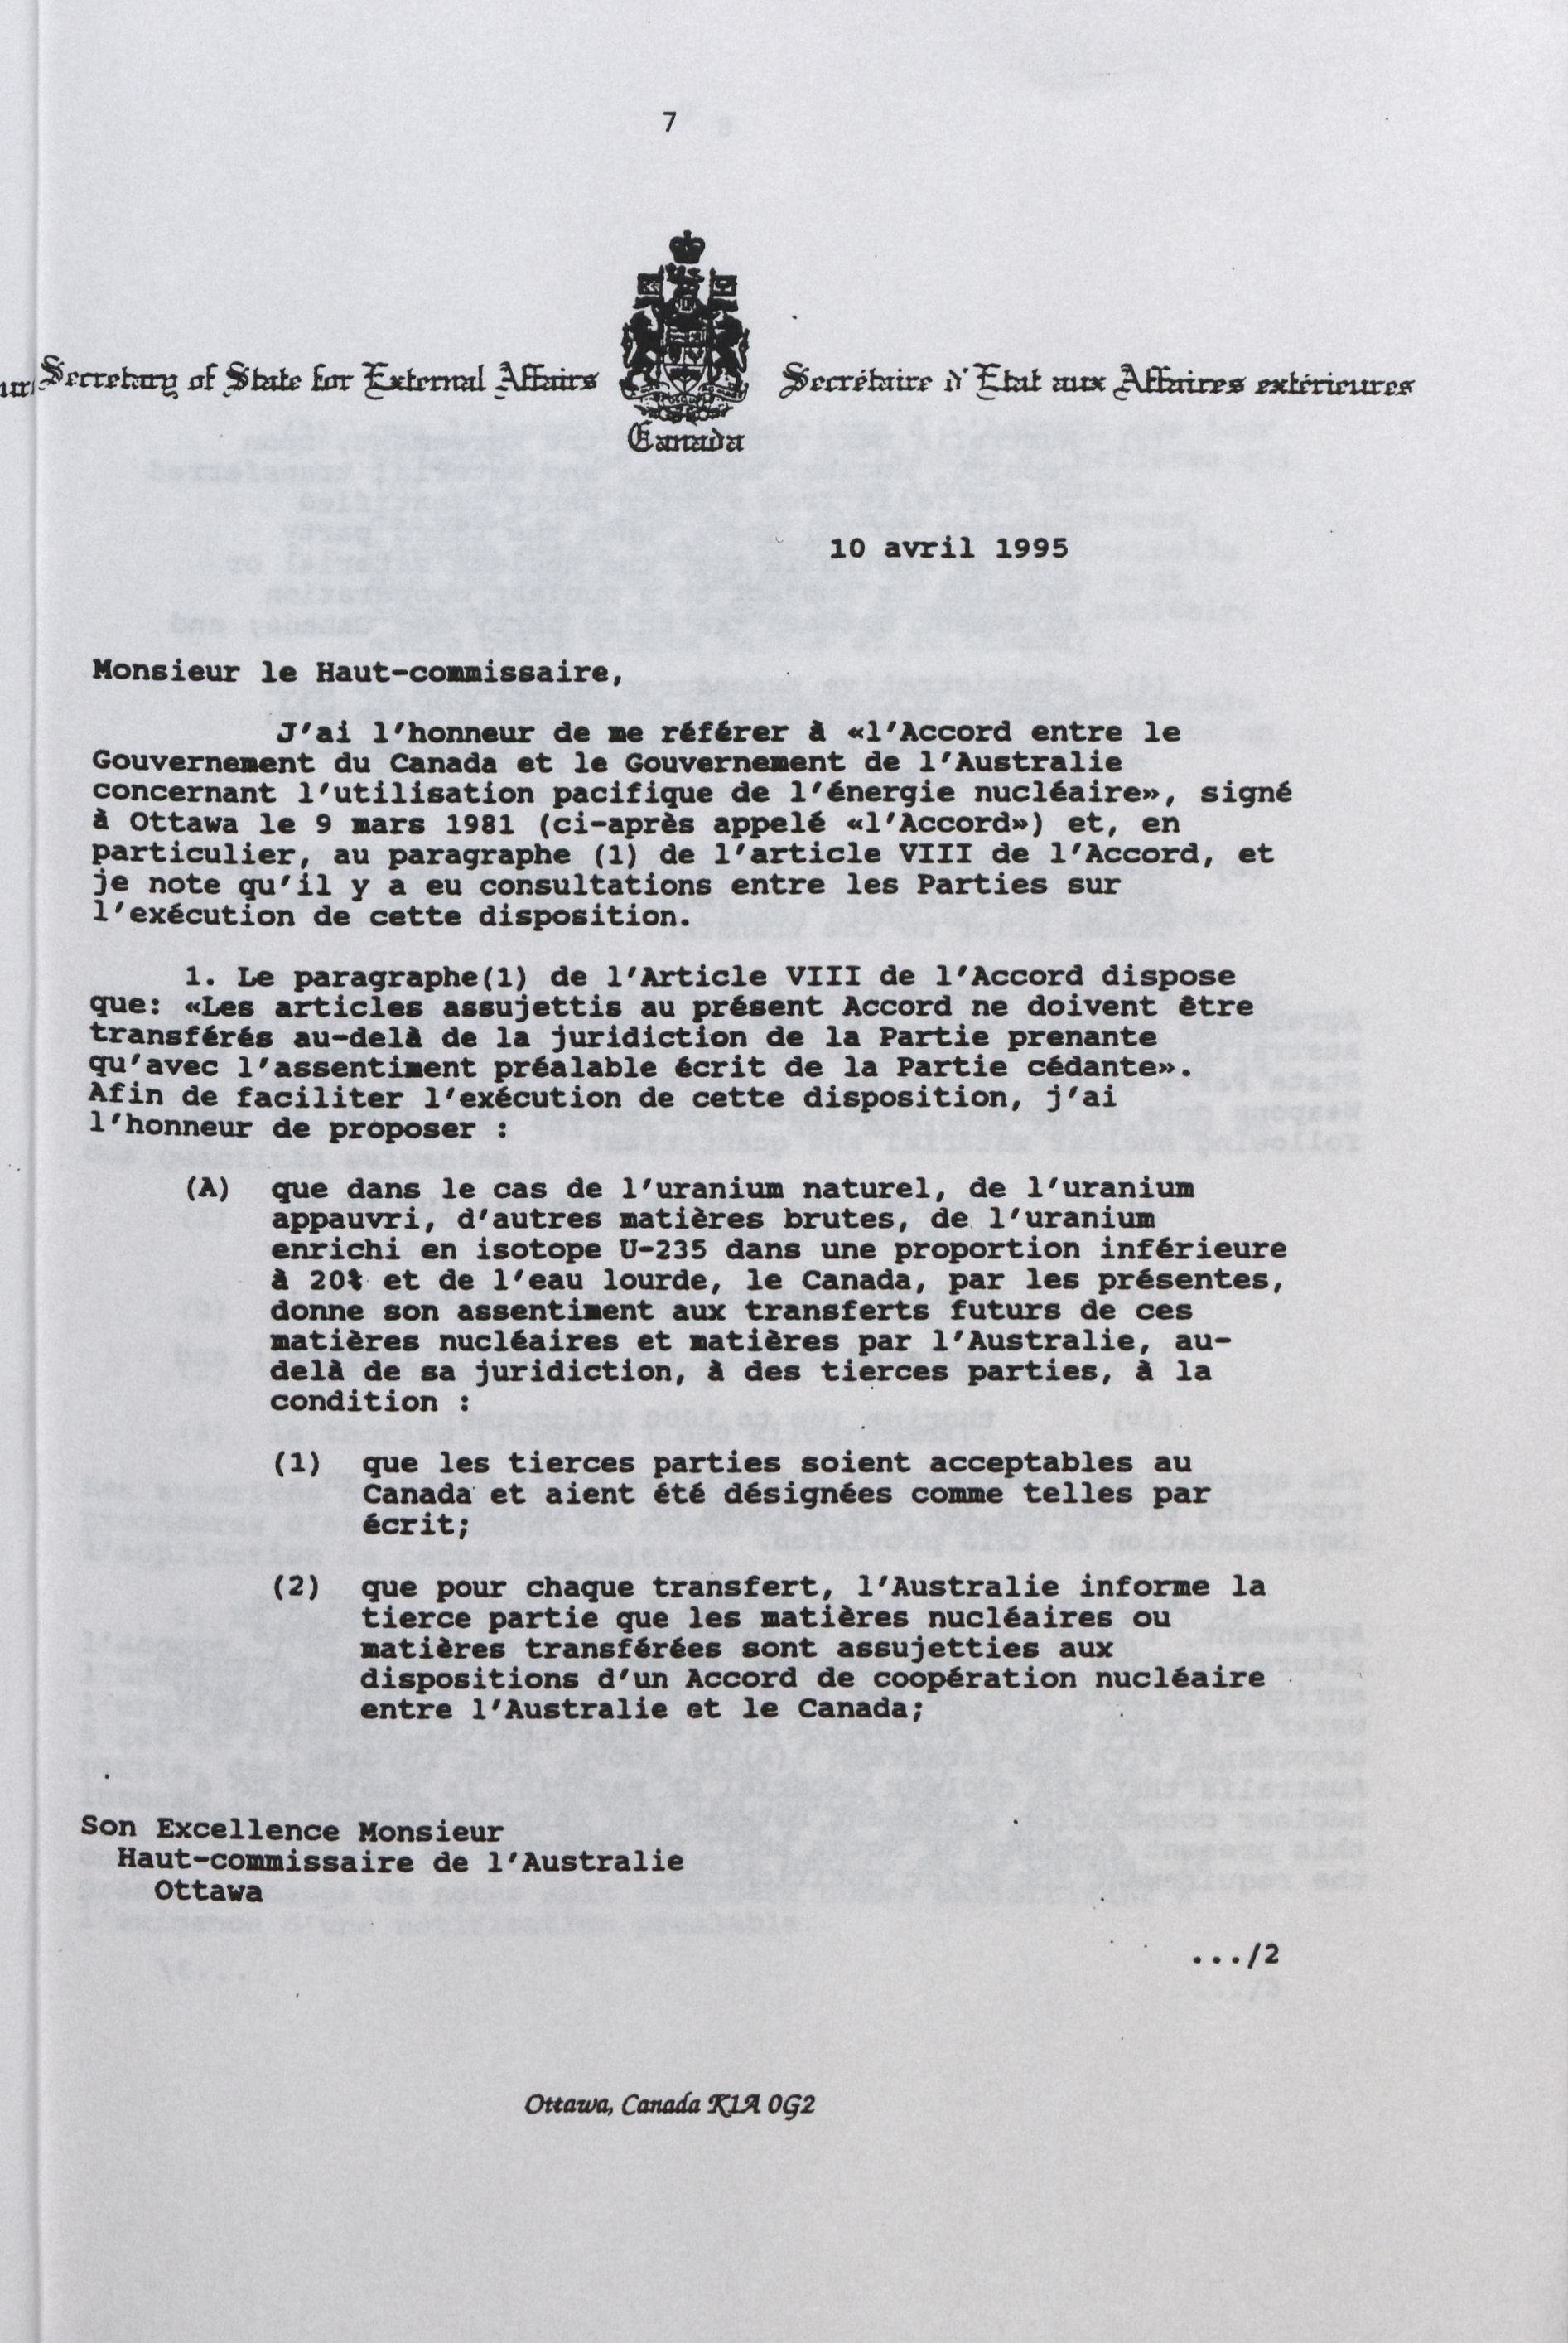 7
Secretary of State for External Affairs
Secrétaire d'Etat aux Affaires extérieures
Canada
10 avril 1995
Monsieur le Haut-commissaire,
J'ai l'honneur de me référer à «l'Accord entre le
Gouvernement du Canada et le Gouvernement de l'Australie
concernant l'utilisation pacifique de l'énergie nucléaire», signé
à Ottawa le 9 mars 1981 (ci-après appelé «l'Accord») et, en
particulier, au paragraphe (1) de l'article VIII de l'Accord, et
je note qu'il y a eu consultations entre les Parties sur
l'exécution de cette disposition.
1. Le paragraphe(1) de l'Article VIII de l'Accord dispose
que: «Les articles assujettis au présent Accord ne doivent être
transférés au-delà de la juridiction de la Partie prenante
qu'avec l'assentiment préalable écrit de la Partie cédante».
Afin de faciliter l'exécution de cette disposition, j'ai
l'honneur de proposer :
(A) que dans le cas de l'uranium naturel, de l'uranium
appauvri, d'autres matières brutes, de l'uranium
enrichi en isotope U-235 dans une proportion inférieure
à 20% et de l'eau lourde, le Canada, par les présentes,
donne son assentiment aux transferts futurs de ces
matières nucléaires et matières par l'Australie, au-
delà de sa juridiction, à des tierces parties, à la
condition :
(1) que les tierces parties soient acceptables au
Canada et aient été désignées comme telles par
écrit;
(2) que pour chaque transfert, l'Australie informe la
tierce partie que les matières nucléaires ou
matières transférées sont assujetties aux
dispositions d'un Accord de coopération nucléaire
entre l'Australie et le Canada;
Son Excellence Monsieur
Haut-commissaire de l'Australie
Ottawa
.../2
Ottawa, Canada K1A 0G2